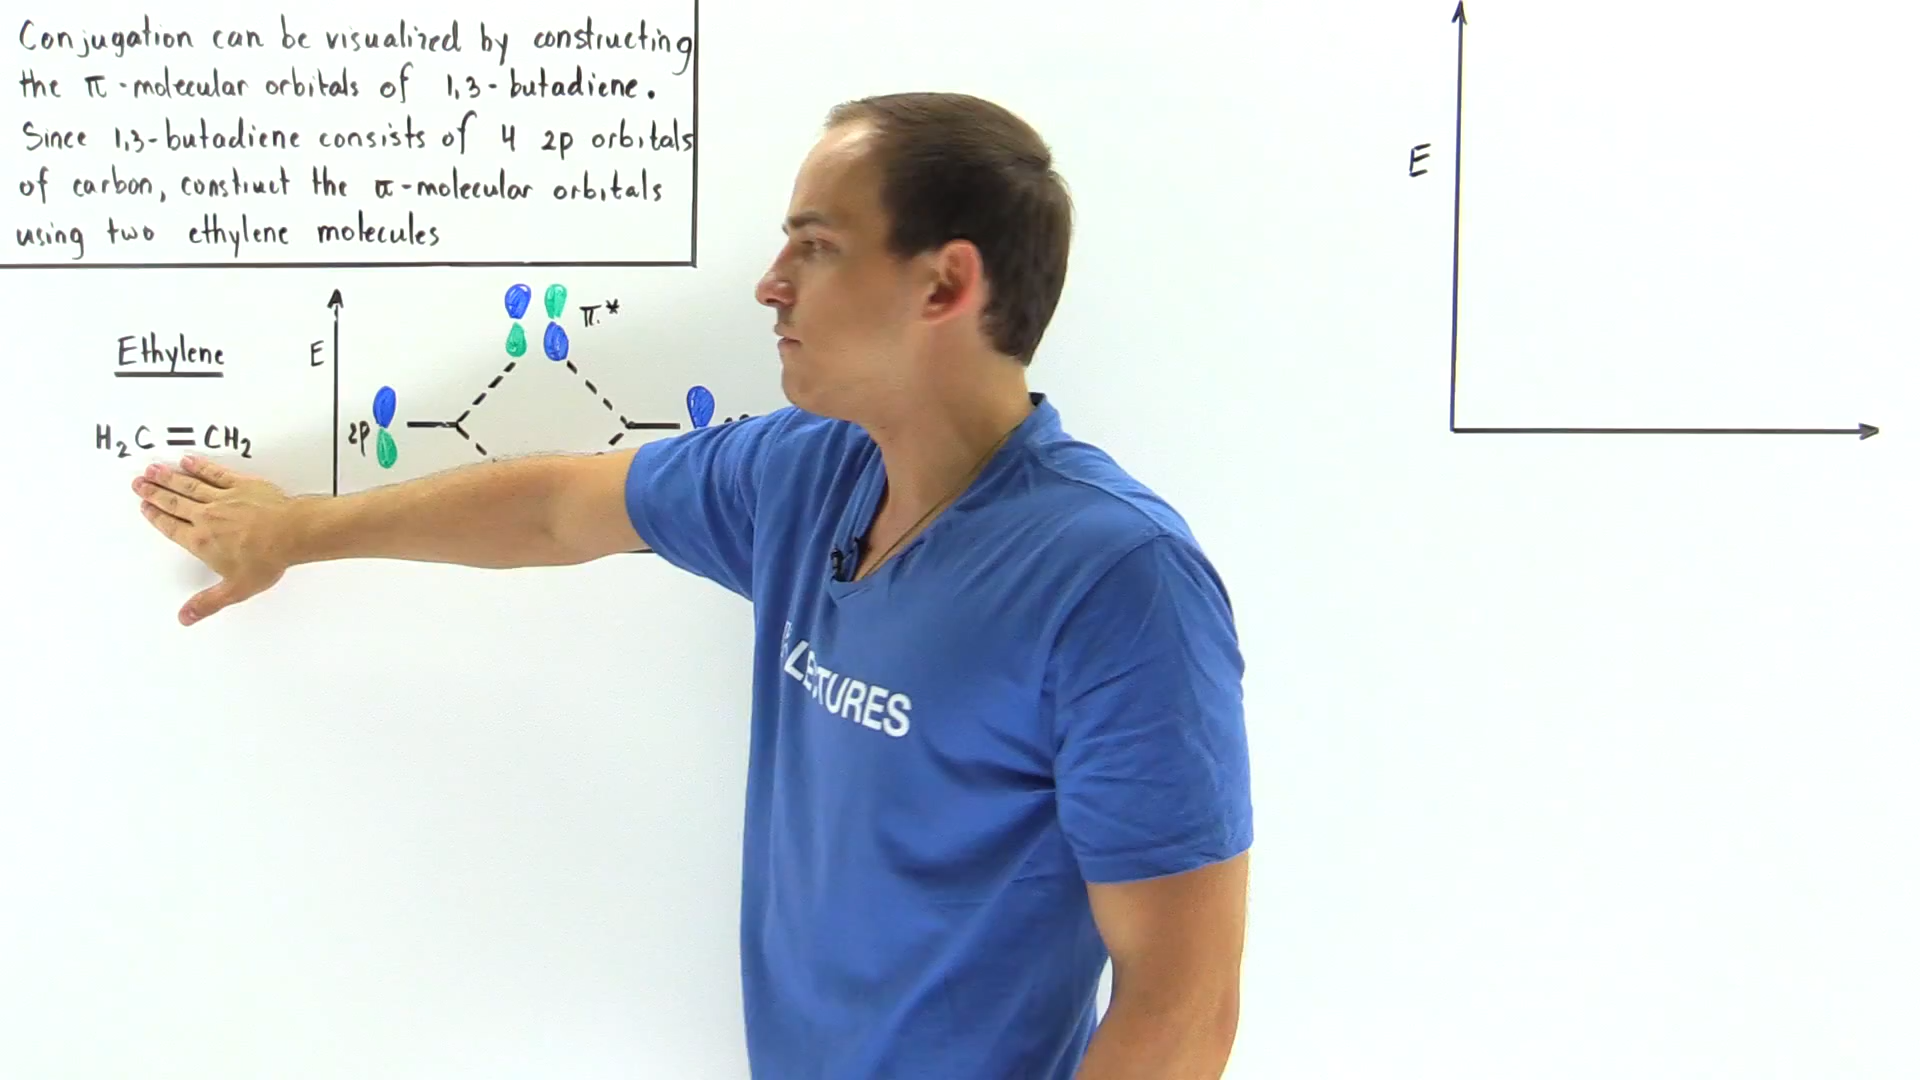 Conjugation can be visualized by constructing
the π-molecular orbitals of 1,3-butadiene.
Since 1,3-butadiene consists of 4 2p orbitals
of carbon, construct the π-molecular orbitals
using two ethylene molecules
Ethylene
H₂C=CH₂
E
π*
2p
E
LECTURES